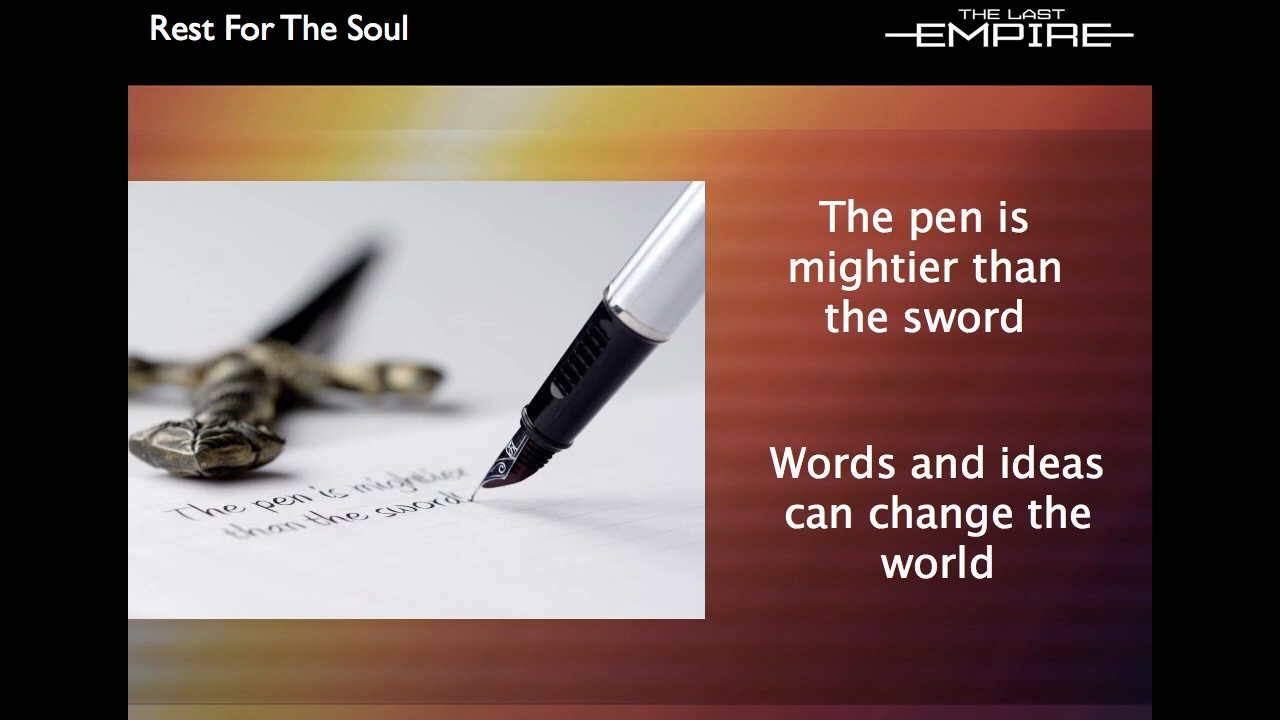 Rest For The Soul
THE LAST
EMPIRE
The pen is
mightier than
the sword
The pen is mightier
than the sword
Words and ideas
can change the
world